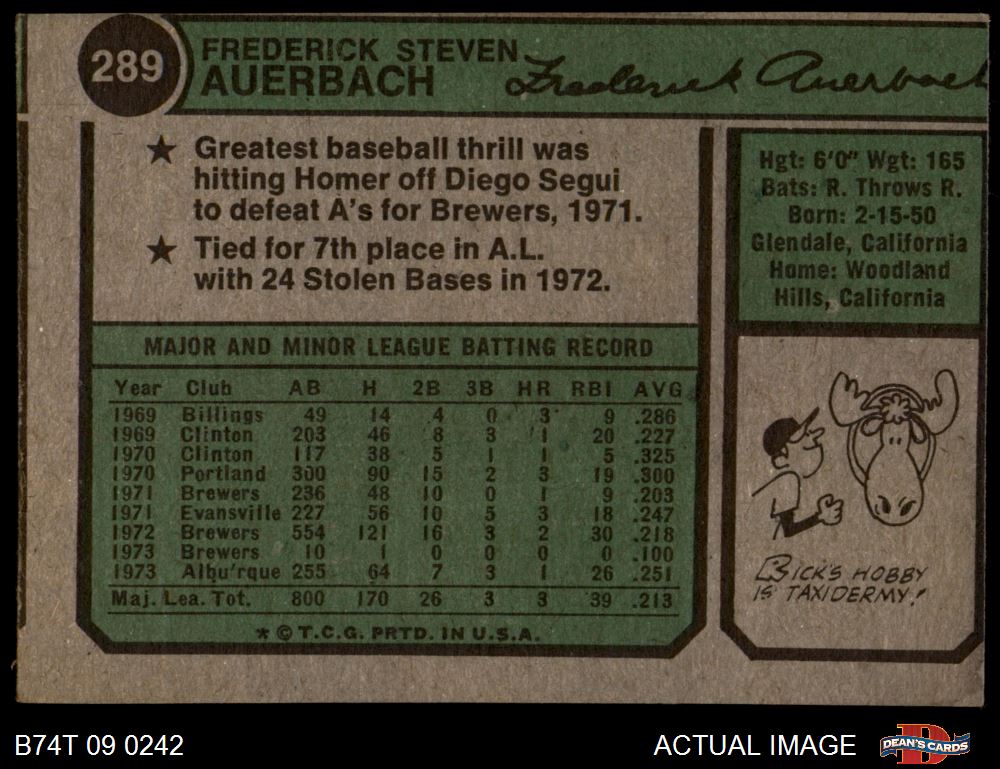 289
FREDERICK STEVEN
AUERBACH
Frederick Auerbach
★ Greatest baseball thrill was
hitting Homer off Diego Segui
to defeat A's for Brewers, 1971.
★ Tied for 7th place in A.L.
with 24 Stolen Bases in 1972.
Hgt: 6'0" Wgt: 165
Bats: R. Throws R.
Born: 2-15-50
Glendale, California
Home: Woodland
Hills, California
MAJOR AND MINOR LEAGUE BATTING RECORD
Year Club AB H 2B 3B HR RBI AVG
1969 Billings 49 14 4 0 3 9 .286
1969 Clinton 203 46 8 3 1 20 .227
1970 Clinton 117 38 5 1 1 5 .325
1970 Portland 300 90 15 2 3 19 .300
1971 Brewers 236 48 10 0 1 9 .203
1971 Evansville 227 56 10 5 3 18 .247
1972 Brewers 554 121 16 3 2 30 .218
1973 Brewers 10 1 0 0 0 0 .100
1973 Albu'rque 255 64 7 3 1 26 .251
Maj. Lea. Tot. 800 170 26 3 3 39 .213
★ © T.C.G. PRTD. IN U.S.A.
RICK'S HOBBY
IS TAXIDERMY!
B74T 09 0242
ACTUAL IMAGE
DEAN'S CARDS